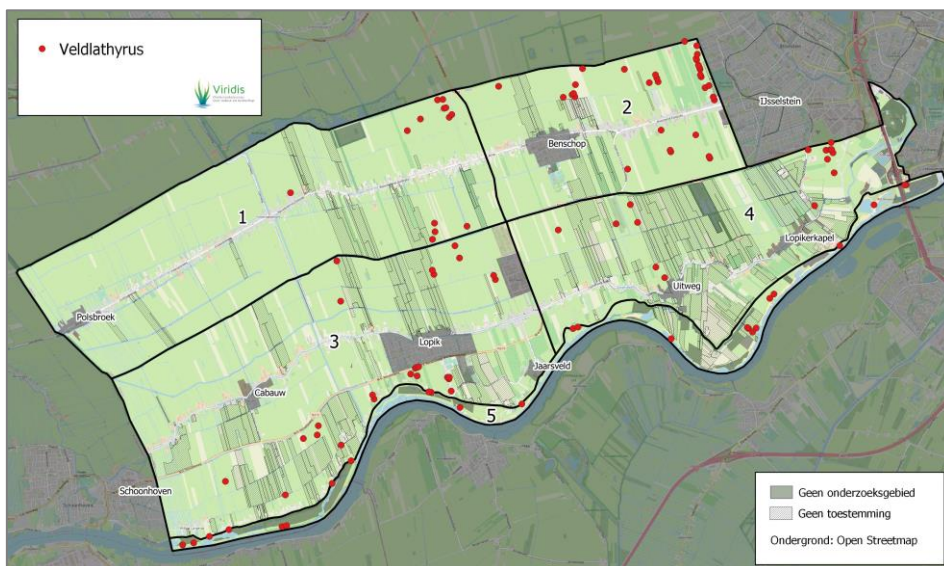 Veldlathyrus
Viridis
IJsselstein
2
Benschop
1
4
Lopikerkapel
Uitweg
Polsbroek
3
Lopik
Jaarsveld
Cabauw
5
Schoonhoven
Geen onderzoeksgebied
Geen toestemming
Ondergrond: Open Streetmap